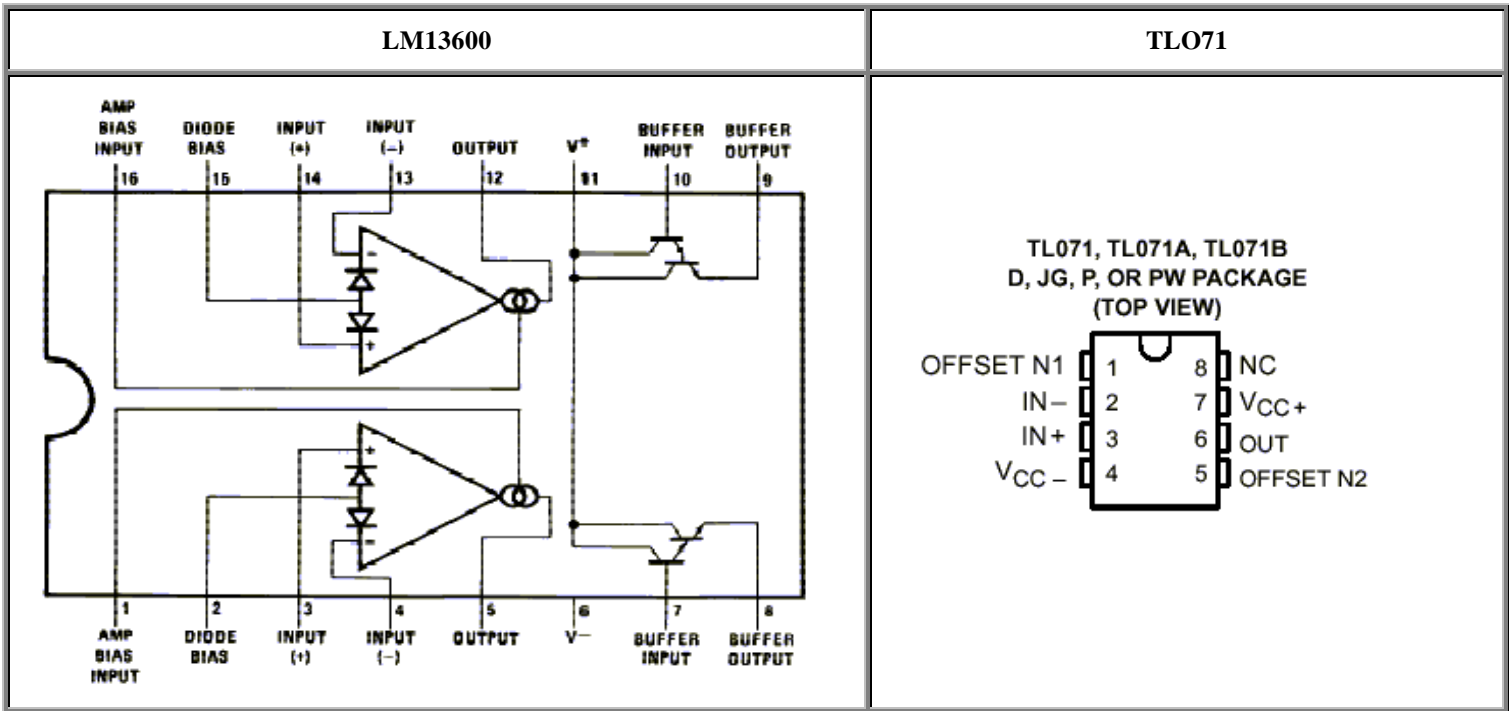 LM13600
TLO71
AMP
BIAS
INPUT
DIODE
BIAS
INPUT
(+)
INPUT
(–)
OUTPUT
V+
BUFFER
INPUT
BUFFER
OUTPUT
16
15
14
13
12
11
10
9
–
+
+
–
1
2
3
4
5
6
7
8
AMP
BIAS
INPUT
DIODE
BIAS
INPUT
(+)
INPUT
(–)
OUTPUT
V–
BUFFER
INPUT
BUFFER
OUTPUT
TL071, TL071A, TL071B
D, JG, P, OR PW PACKAGE
(TOP VIEW)
OFFSET N1 1 8 NC
IN– 2 7 VCC+
IN+ 3 6 OUT
VCC– 4 5 OFFSET N2